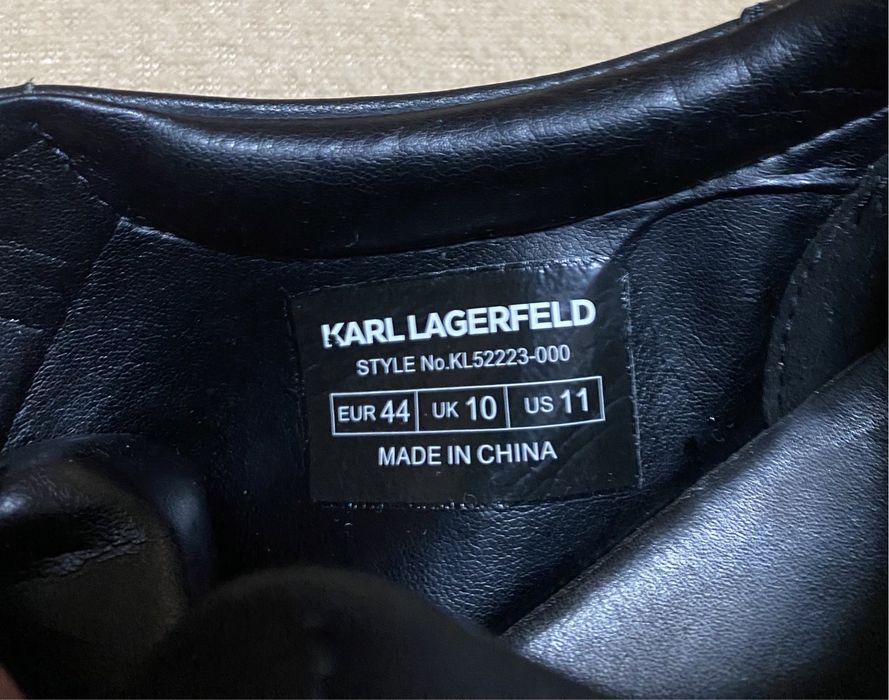 KARL LAGERFELD
STYLE No.KL52223-000
EUR 44 UK 10 US 11
MADE IN CHINA